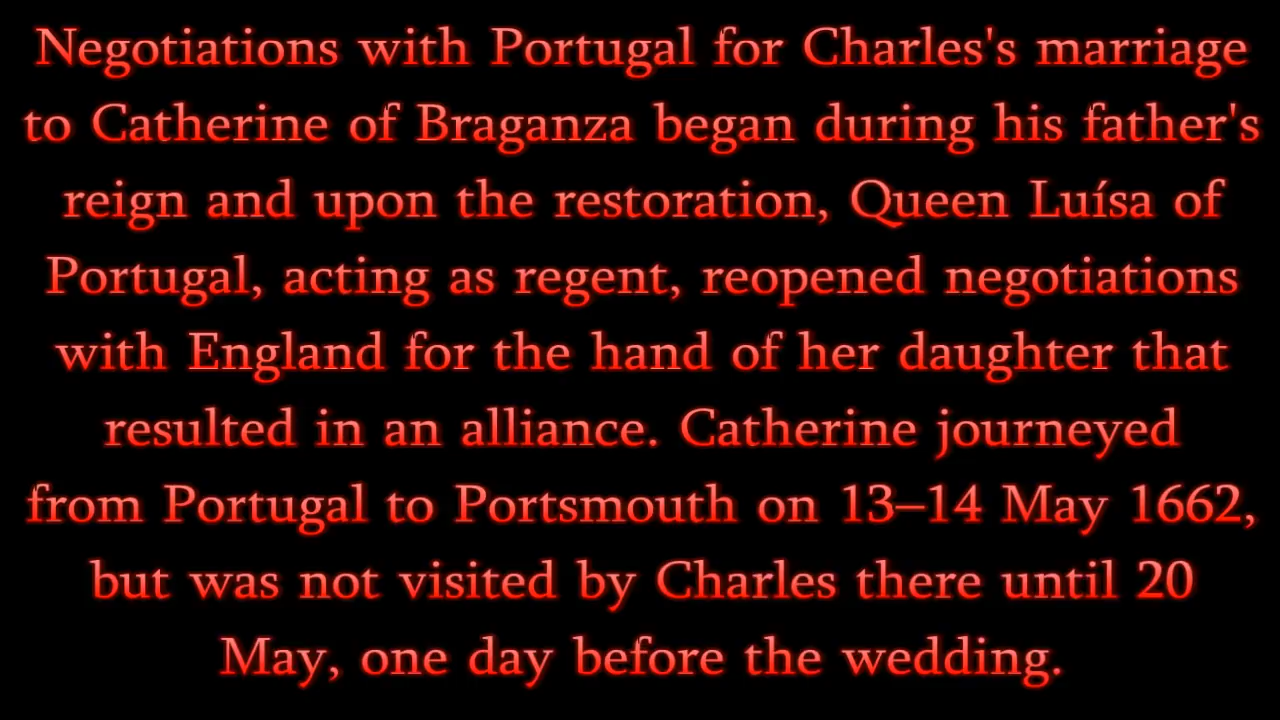 Negotiations with Portugal for Charles's marriage
to Catherine of Braganza began during his father's
reign and upon the restoration, Queen Luísa of
Portugal, acting as regent, reopened negotiations
with England for the hand of her daughter that
resulted in an alliance. Catherine journeyed
from Portugal to Portsmouth on 13–14 May 1662,
but was not visited by Charles there until 20
May, one day before the wedding.